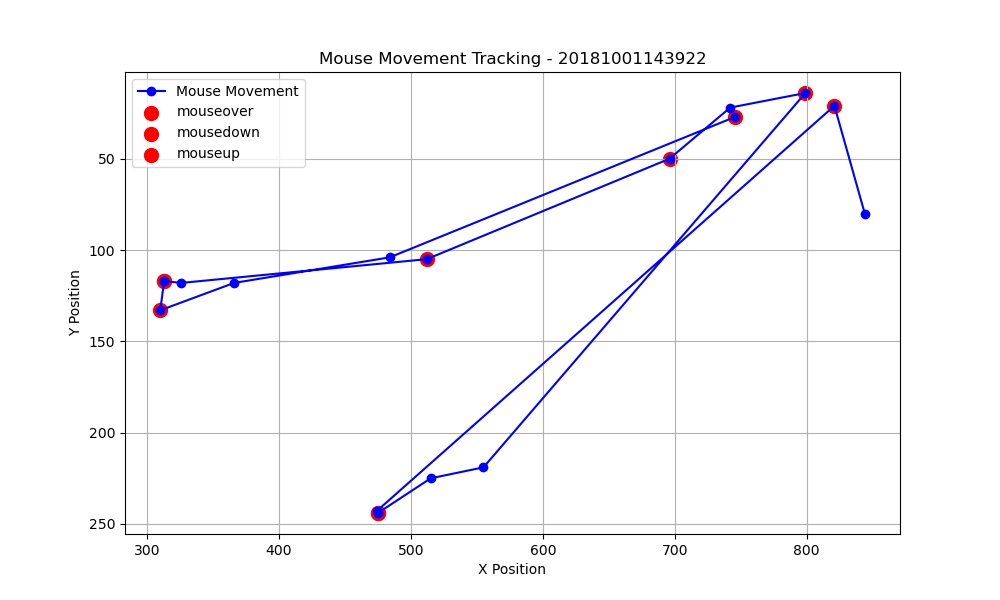 Mouse Movement Tracking - 20181001143922
Mouse Movement
mouseover
mousedown
mouseup
50
100
150
200
250
Y Position
300 400 500 600 700 800
X Position